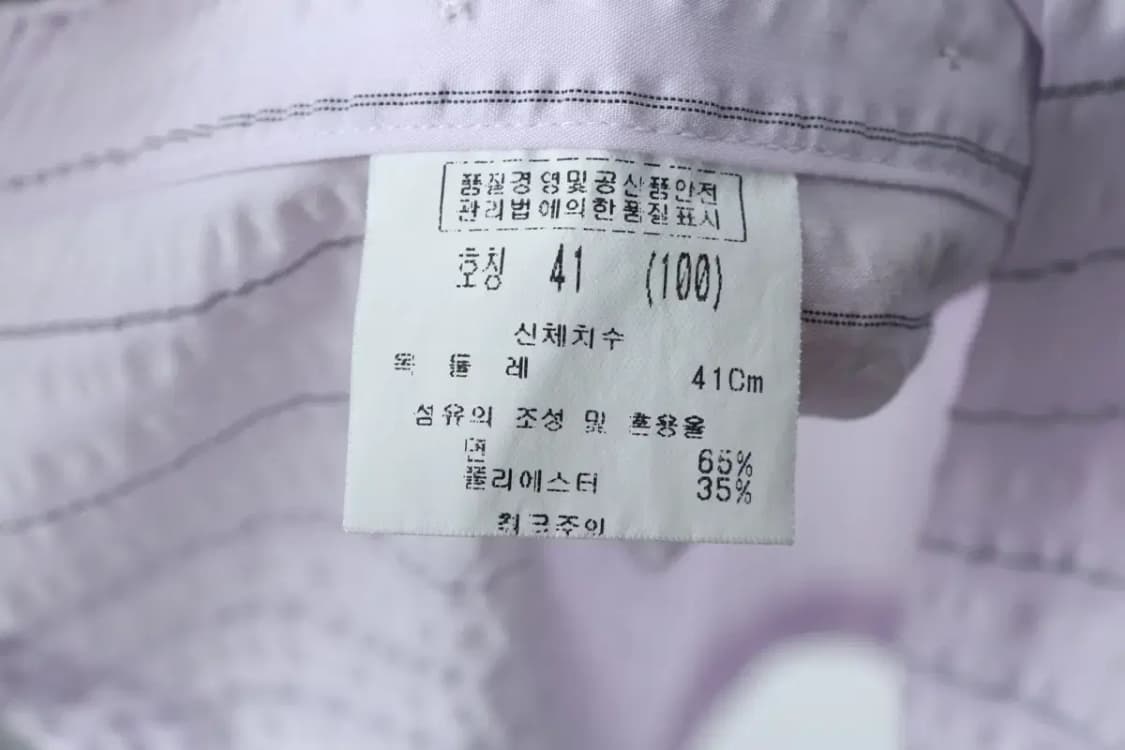 품질경영및공산품안전
관리법에의한품질표시
호칭 41 (100)
신체치수
목 둘 레 41Cm
섬유의 조성 및 혼용율
면 65%
폴리에스터 35%
취급주의